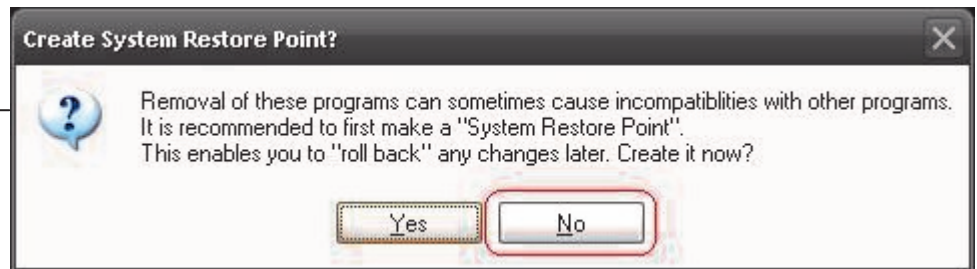 Create System Restore Point?
Removal of these programs can sometimes cause incompatiblities with other programs.
It is recommended to first make a "System Restore Point".
This enables you to "roll back" any changes later. Create it now?
Yes
No